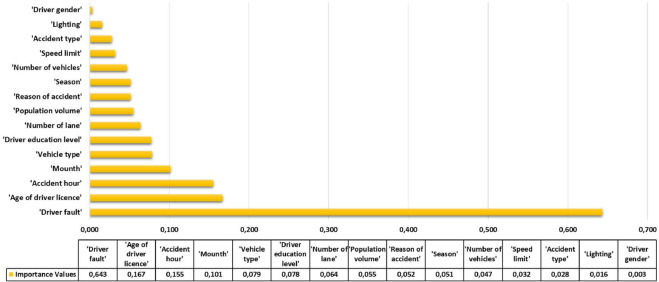 'Driver gender'
'Lighting'
'Accident type'
'Speed limit'
'Number of vehicles'
'Season'
'Reason of accident'
'Population volume'
'Number of lane'
'Driver education level'
'Vehicle type'
'Mounth'
'Accident hour'
'Age of driver licence'
'Driver fault'
0,000 0,100 0,200 0,300 0,400 0,500 0,600 0,700
'Driver fault' 'Age of driver licence' 'Accident hour' 'Mounth' 'Vehicle type' 'Driver education level' 'Number of lane' 'Population volume' 'Reason of accident' 'Season' 'Number of vehicles' 'Speed limit' 'Accident type' 'Lighting' 'Driver gender'
Importance Values 0,643 0,167 0,155 0,101 0,079 0,078 0,064 0,055 0,052 0,051 0,047 0,032 0,028 0,016 0,003